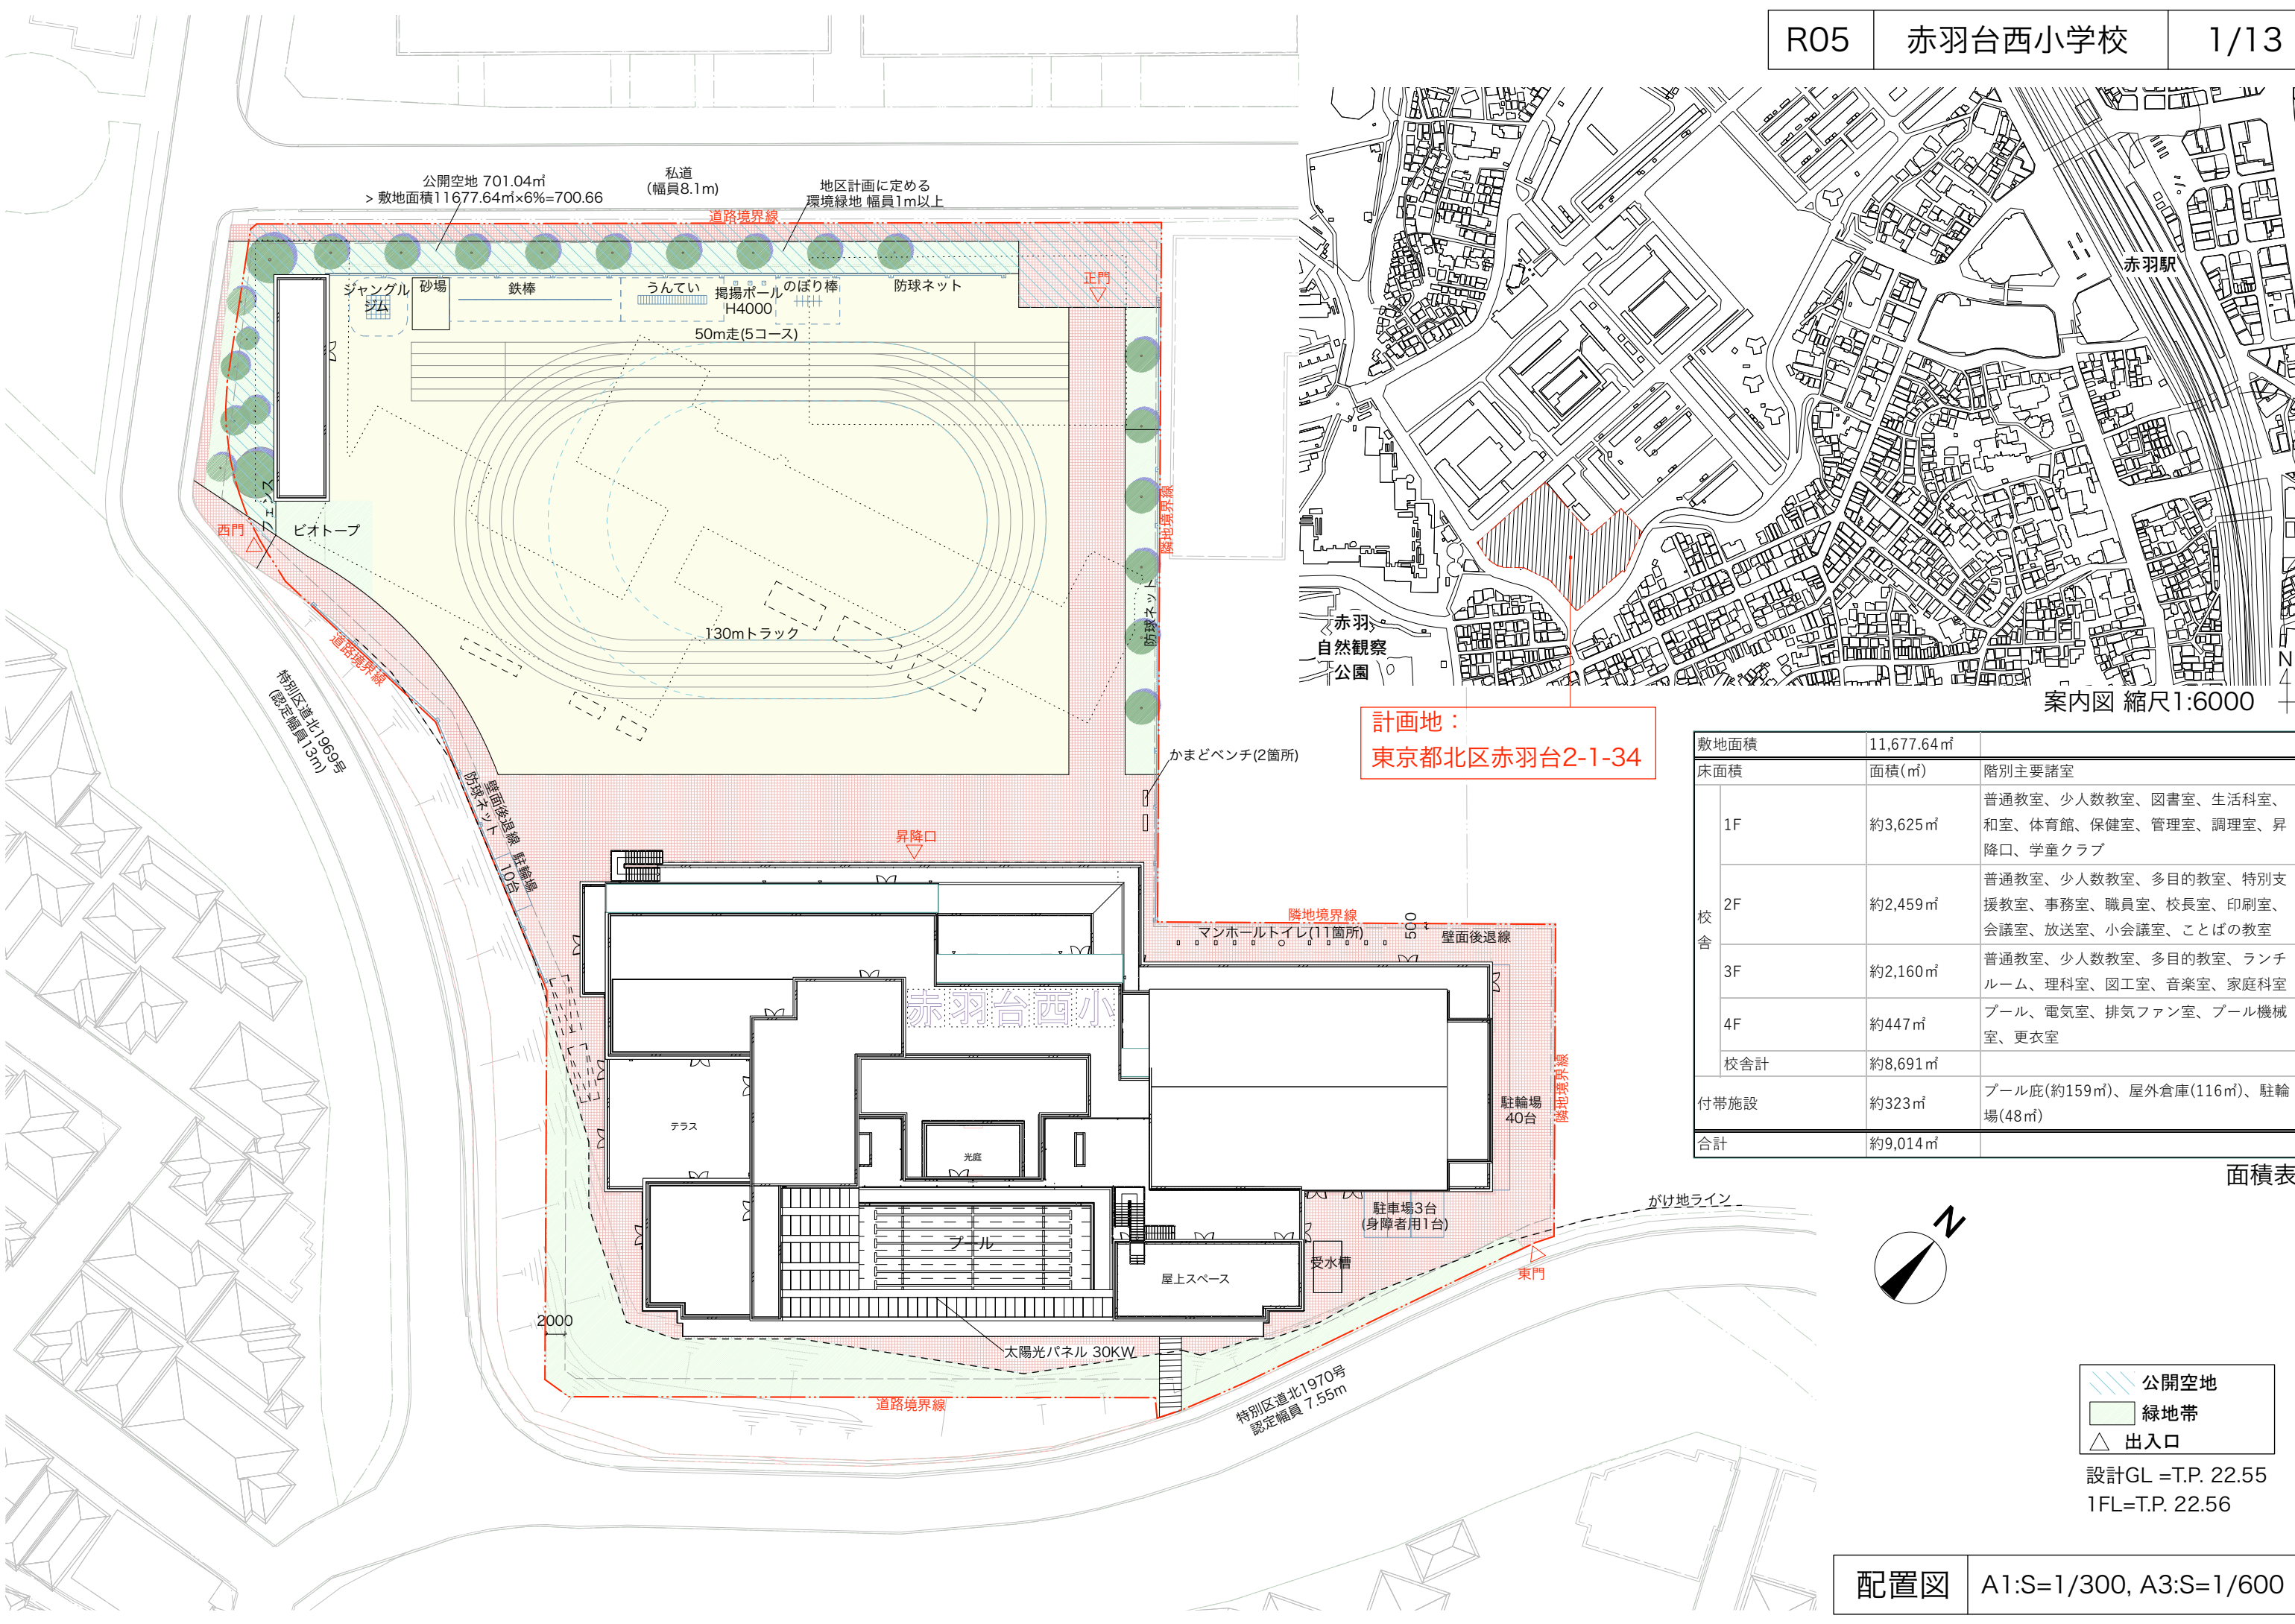 R05 赤羽台西小学校 1/13
公開空地 701.04㎡
> 敷地面積11677.64㎡×6%=700.66
私道
(幅員8.1m)
地区計画に定める
環境緑地 幅員1m以上
道路境界線
正門
ジャングル
ジム
砂場
鉄棒
うんてい
掲揚ポール
H4000
のぼり棒
防球ネット
50m走(5コース)
隣地境界線
フェンス
西門
ビオトープ
防球ネット
130mトラック
道路境界線
特別区道北1969号
(認定幅員13m)
かまどベンチ(2箇所)
防球ネット
壁面後退線
駐輪場
10台
昇降口
隣地境界線
マンホールトイレ(11箇所)
500
壁面後退線
赤羽台西小
隣地境界線
駐輪場
40台
テラス
光庭
駐車場3台
(身障者用1台)
がけ地ライン
プール
屋上スペース
受水槽
東門
2000
太陽光パネル 30KW
道路境界線
特別区道北1970号
認定幅員 7.55m
赤羽駅
赤羽
自然観察
公園
N
案内図 縮尺1:6000
計画地：
東京都北区赤羽台2-1-34
敷地面積 11,677.64㎡
床面積 面積(㎡) 階別主要諸室
校舎
1F 約3,625㎡ 普通教室、少人数教室、図書室、生活科室、
和室、体育館、保健室、管理室、調理室、昇
降口、学童クラブ
2F 約2,459㎡ 普通教室、少人数教室、多目的教室、特別支
援教室、事務室、職員室、校長室、印刷室、
会議室、放送室、小会議室、ことばの教室
3F 約2,160㎡ 普通教室、少人数教室、多目的教室、ランチ
ルーム、理科室、図工室、音楽室、家庭科室
4F 約447㎡ プール、電気室、排気ファン室、プール機械
室、更衣室
校舎計 約8,691㎡
付帯施設 約323㎡ プール庇(約159㎡)、屋外倉庫(116㎡)、駐輪
場(48㎡)
合計 約9,014㎡
面積表
N
公開空地
緑地帯
出入口
設計GL =T.P. 22.55
1FL=T.P. 22.56
配置図 A1:S=1/300, A3:S=1/600